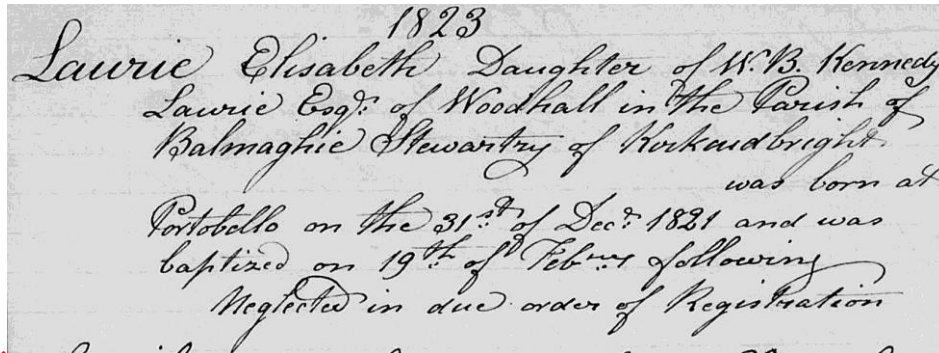 1823
Laurie Elisabeth Daughter of W. B. Kennedy
Laurie Esqr. of Woodhall in the Parish of
Balmaghie Stewartry of Kirkcudbright
was born at
Portobello on the 31st of Decr. 1821 and was
baptized on 19th of Febry following
Neglected in due order of Registration